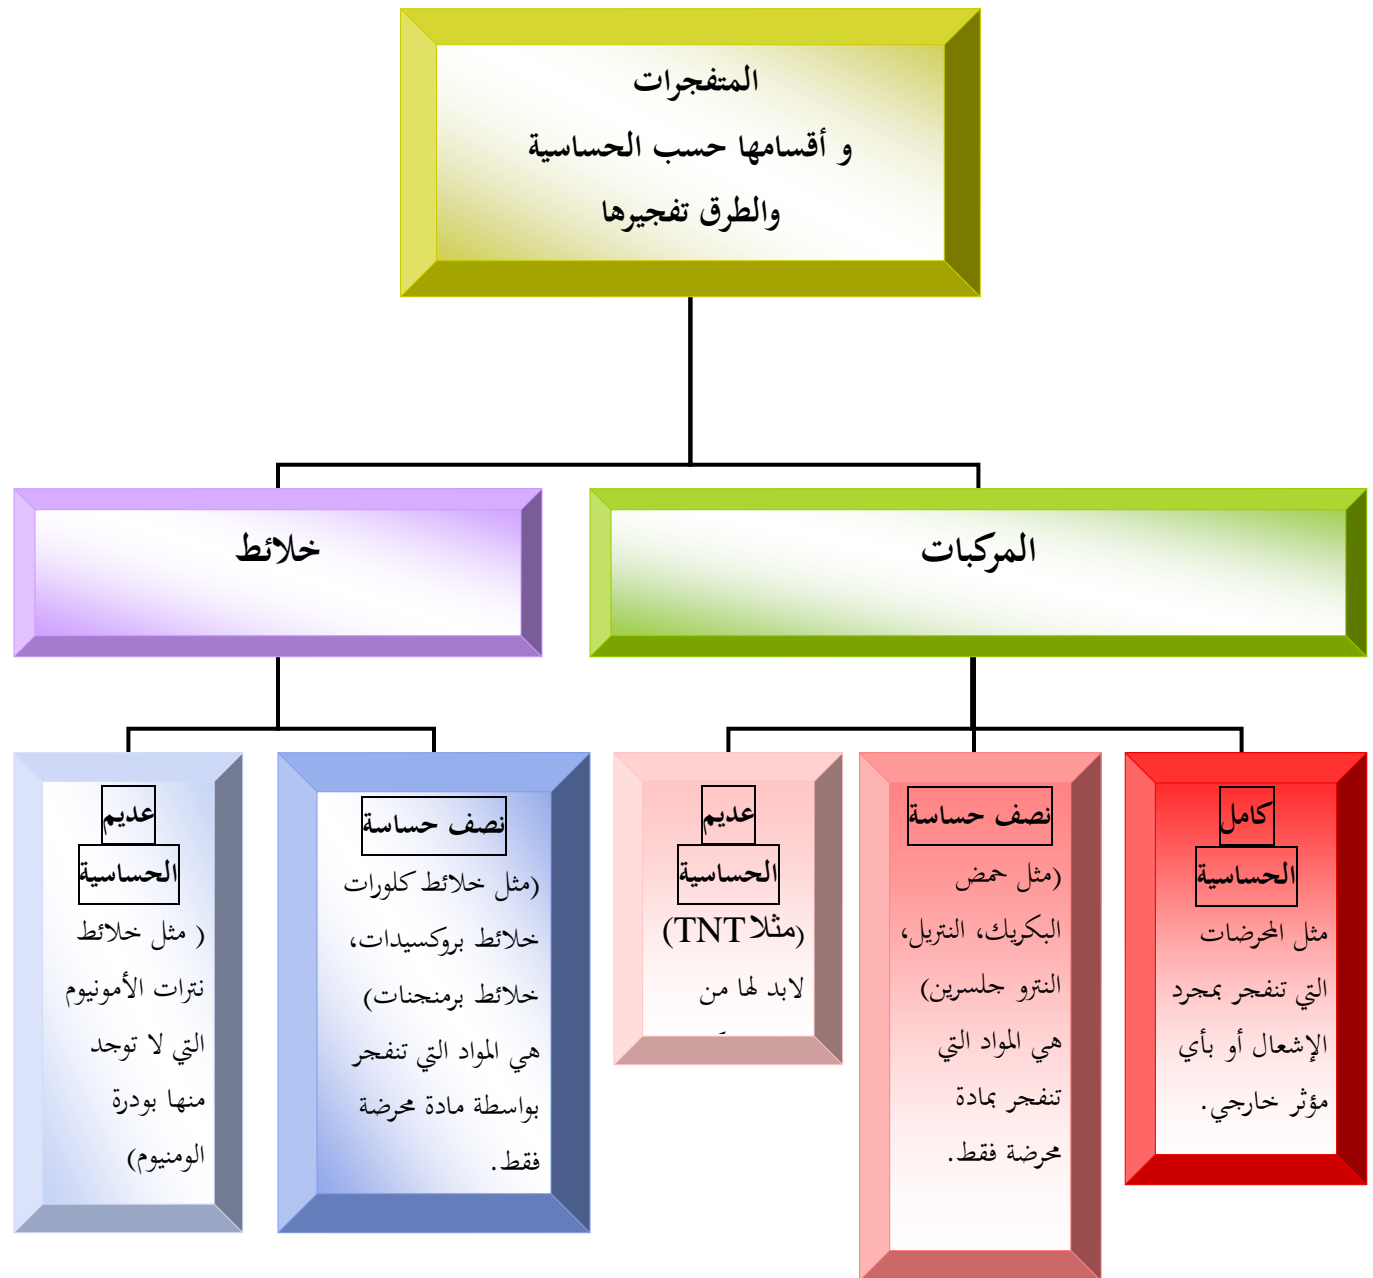 المتفجرات
و أقسامها حسب الحساسية
والطرق تفجيرها
المركبات
خلائط
كامل
الحساسية
مثل المحرضات
التي تنفجر بمجرد
الإشعال أو بأي
مؤثر خارجي.
نصف حساسة
(مثل حمض
البكريك، النتريل،
النترو جلسرين)
هي المواد التي
تنفجر بمادة
محرضة فقط.
عديم
الحساسية
(مثلا TNT)
لابد لها من
نصف حساسة
(مثل خلائط كلورات
خلائط بروكسيدات،
خلائط برمنجنات)
هي المواد التي تنفجر
بواسطة مادة محرضة
فقط.
عديم
الحساسية
( مثل خلائط
نترات الأمونيوم
التي لا توجد
منها بودرة
الومنيوم)